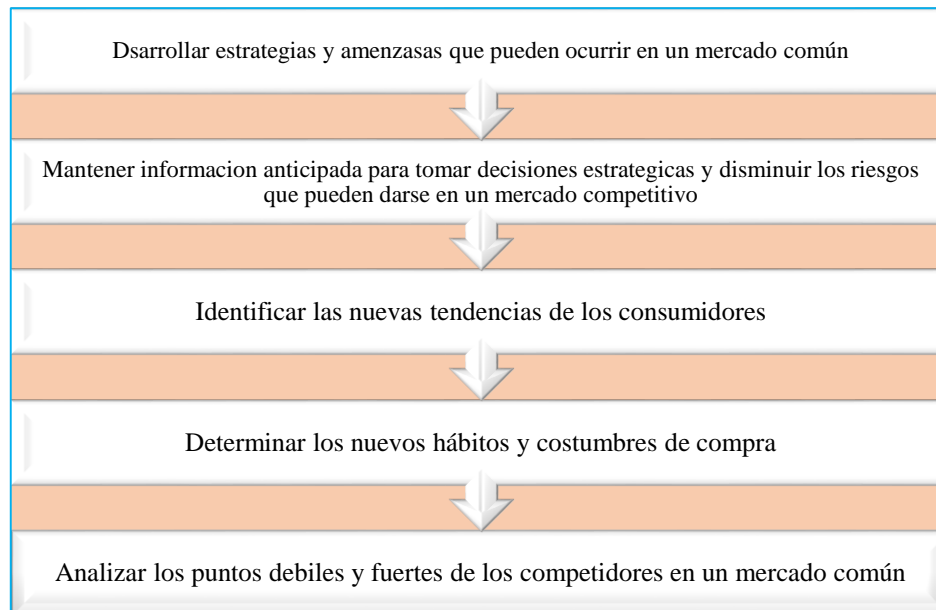 Dsarrollar estrategias y amenzasas que pueden ocurrir en un mercado común
Mantener informacion anticipada para tomar decisiones estrategicas y disminuir los riesgos
que pueden darse en un mercado competitivo
Identificar las nuevas tendencias de los consumidores
Determinar los nuevos hábitos y costumbres de compra
Analizar los puntos debiles y fuertes de los competidores en un mercado común